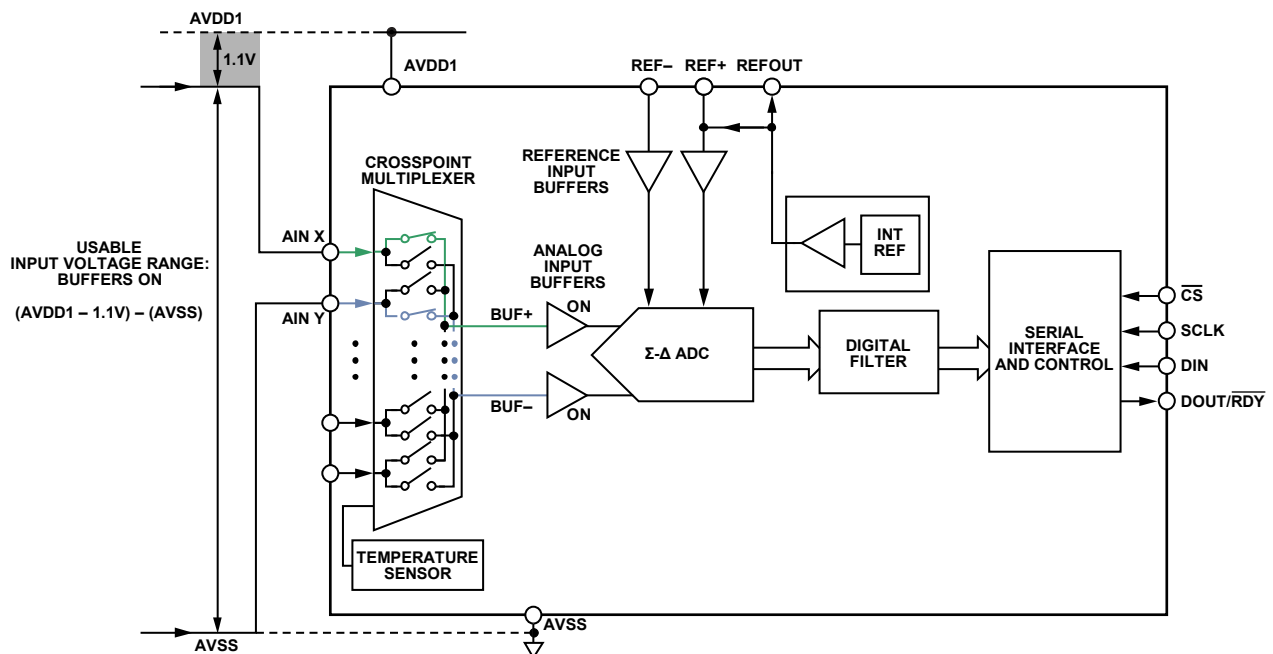 AVDD1
1.1V
AVDD1
REF–
REF+
REFOUT
CROSSPOINT
MULTIPLEXER
REFERENCE
INPUT
BUFFERS
INT
REF
USABLE
INPUT VOLTAGE RANGE:
BUFFERS ON
(AVDD1 – 1.1V) – (AVSS)
AIN X
AIN Y
ANALOG
INPUT
BUFFERS
BUF+
ON
BUF–
ON
Σ-Δ ADC
DIGITAL
FILTER
SERIAL
INTERFACE
AND CONTROL
C̅S̅
SCLK
DIN
DOUT/R̅D̅Y̅
TEMPERATURE
SENSOR
AVSS
AVSS